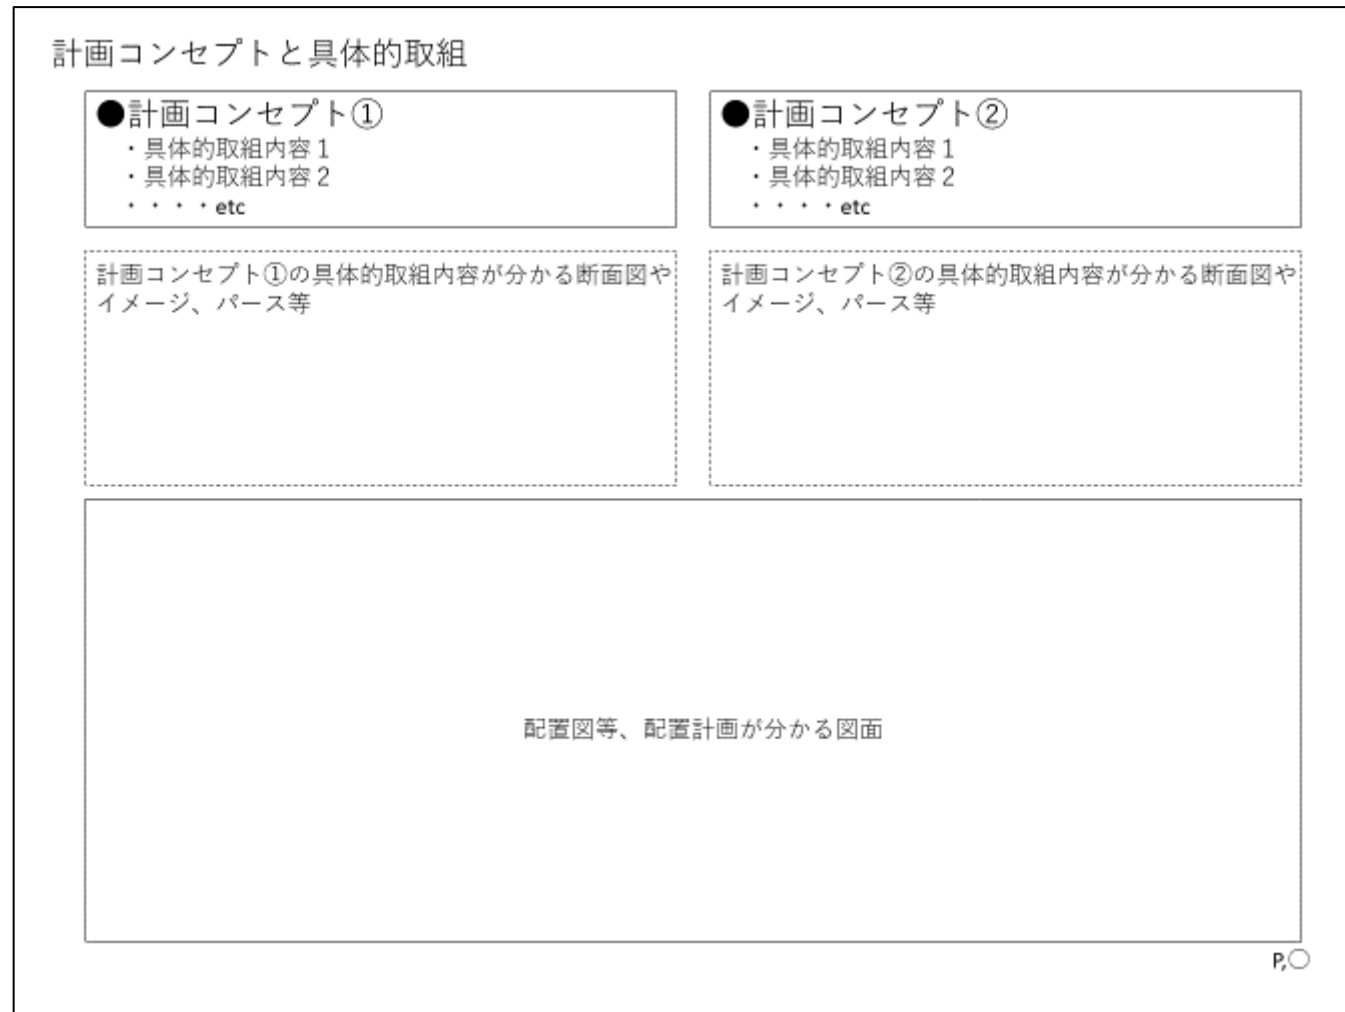 計画コンセプトと具体的取組
●計画コンセプト①
・具体的取組内容１
・具体的取組内容２
・・・・etc
●計画コンセプト②
・具体的取組内容１
・具体的取組内容２
・・・・etc
計画コンセプト①の具体的取組内容が分かる断面図や
イメージ、パース等
計画コンセプト②の具体的取組内容が分かる断面図や
イメージ、パース等
配置図等、配置計画が分かる図面
P,○